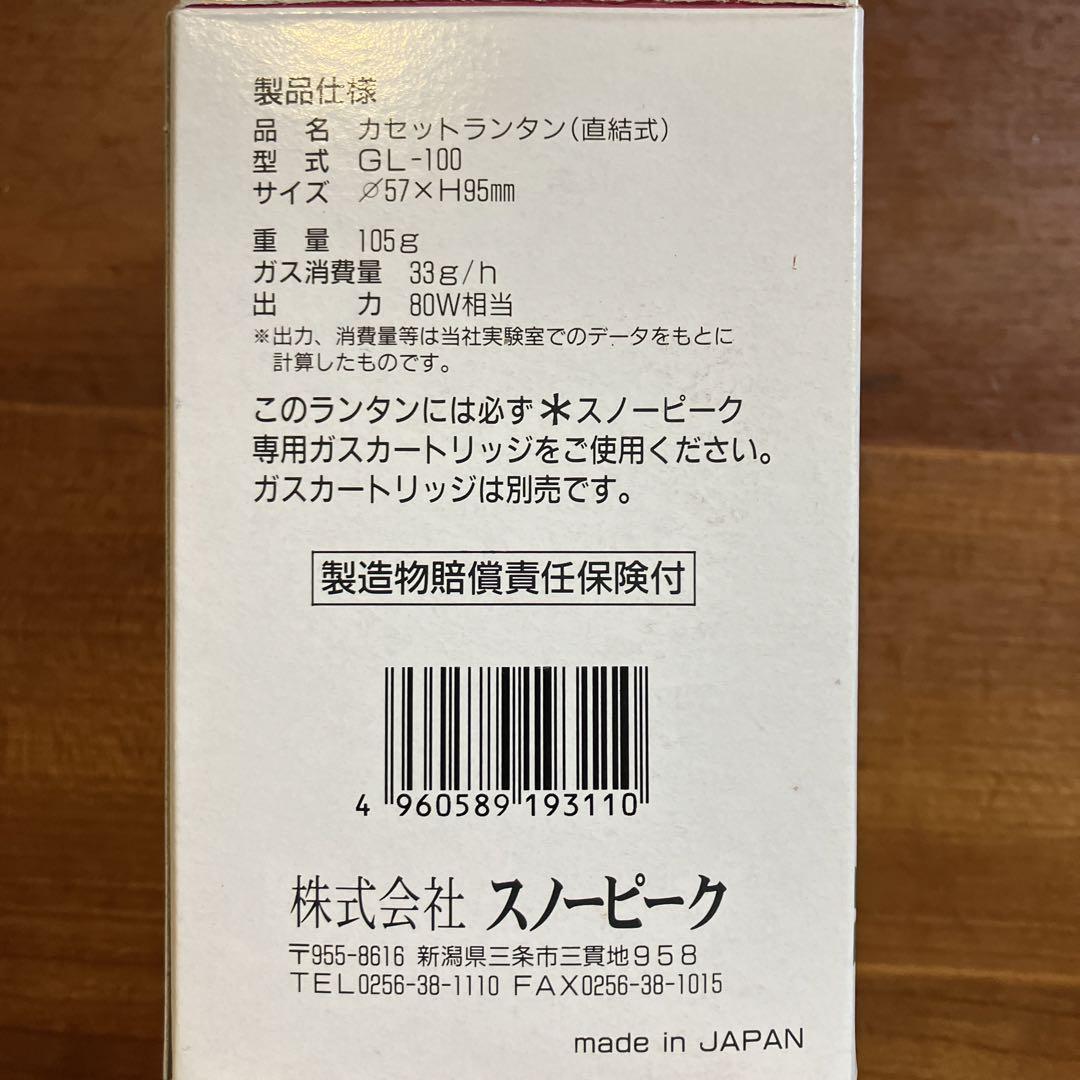 製品仕様
品 名 カセットランタン(直結式)
型 式 GL-100
サイズ ∅57×H95mm
重 量 105g
ガス消費量 33g/h
出 力 80W相当
※出力、消費量等は当社実験室でのデータをもとに
計算したものです。
このランタンには必ず＊スノーピーク
専用ガスカートリッジをご使用ください。
ガスカートリッジは別売です。
製造物賠償責任保険付
4 960589 193110
株式会社 スノーピーク
〒955-8616 新潟県三条市三貫地958
TEL0256-38-1110 FAX0256-38-1015
made in JAPAN